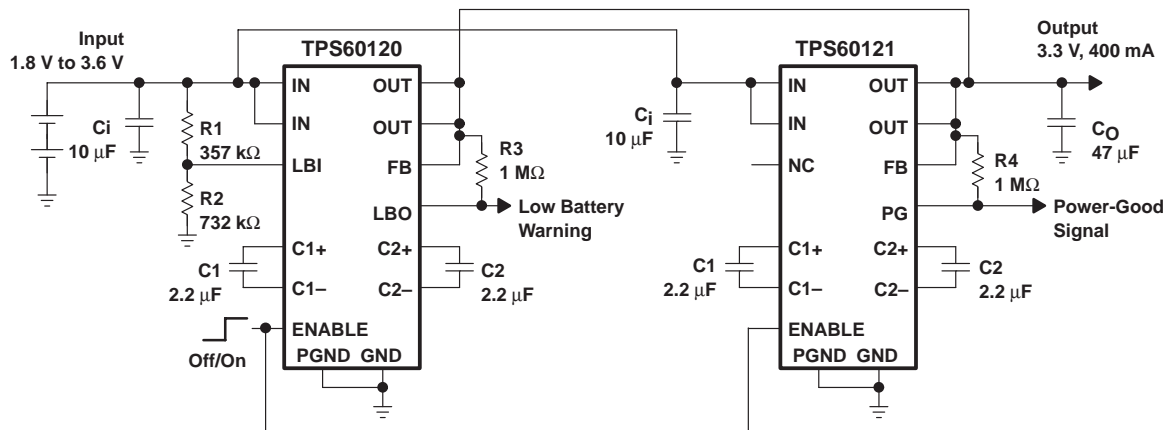 Input
1.8 V to 3.6 V
TPS60120
TPS60121
Output
3.3 V, 400 mA
IN
OUT
IN
OUT
Ci
10 μF
R1
357 kΩ
R2
732 kΩ
LBI
FB
LBO
R3
1 MΩ
Low Battery
Warning
C1
2.2 μF
C1+
C1–
C2+
C2–
C2
2.2 μF
ENABLE
Off/On
PGND
GND
Ci
10 μF
IN
OUT
IN
OUT
NC
FB
PG
R4
1 MΩ
CO
47 μF
Power-Good
Signal
C1
2.2 μF
C1+
C1–
C2+
C2–
C2
2.2 μF
ENABLE
PGND
GND